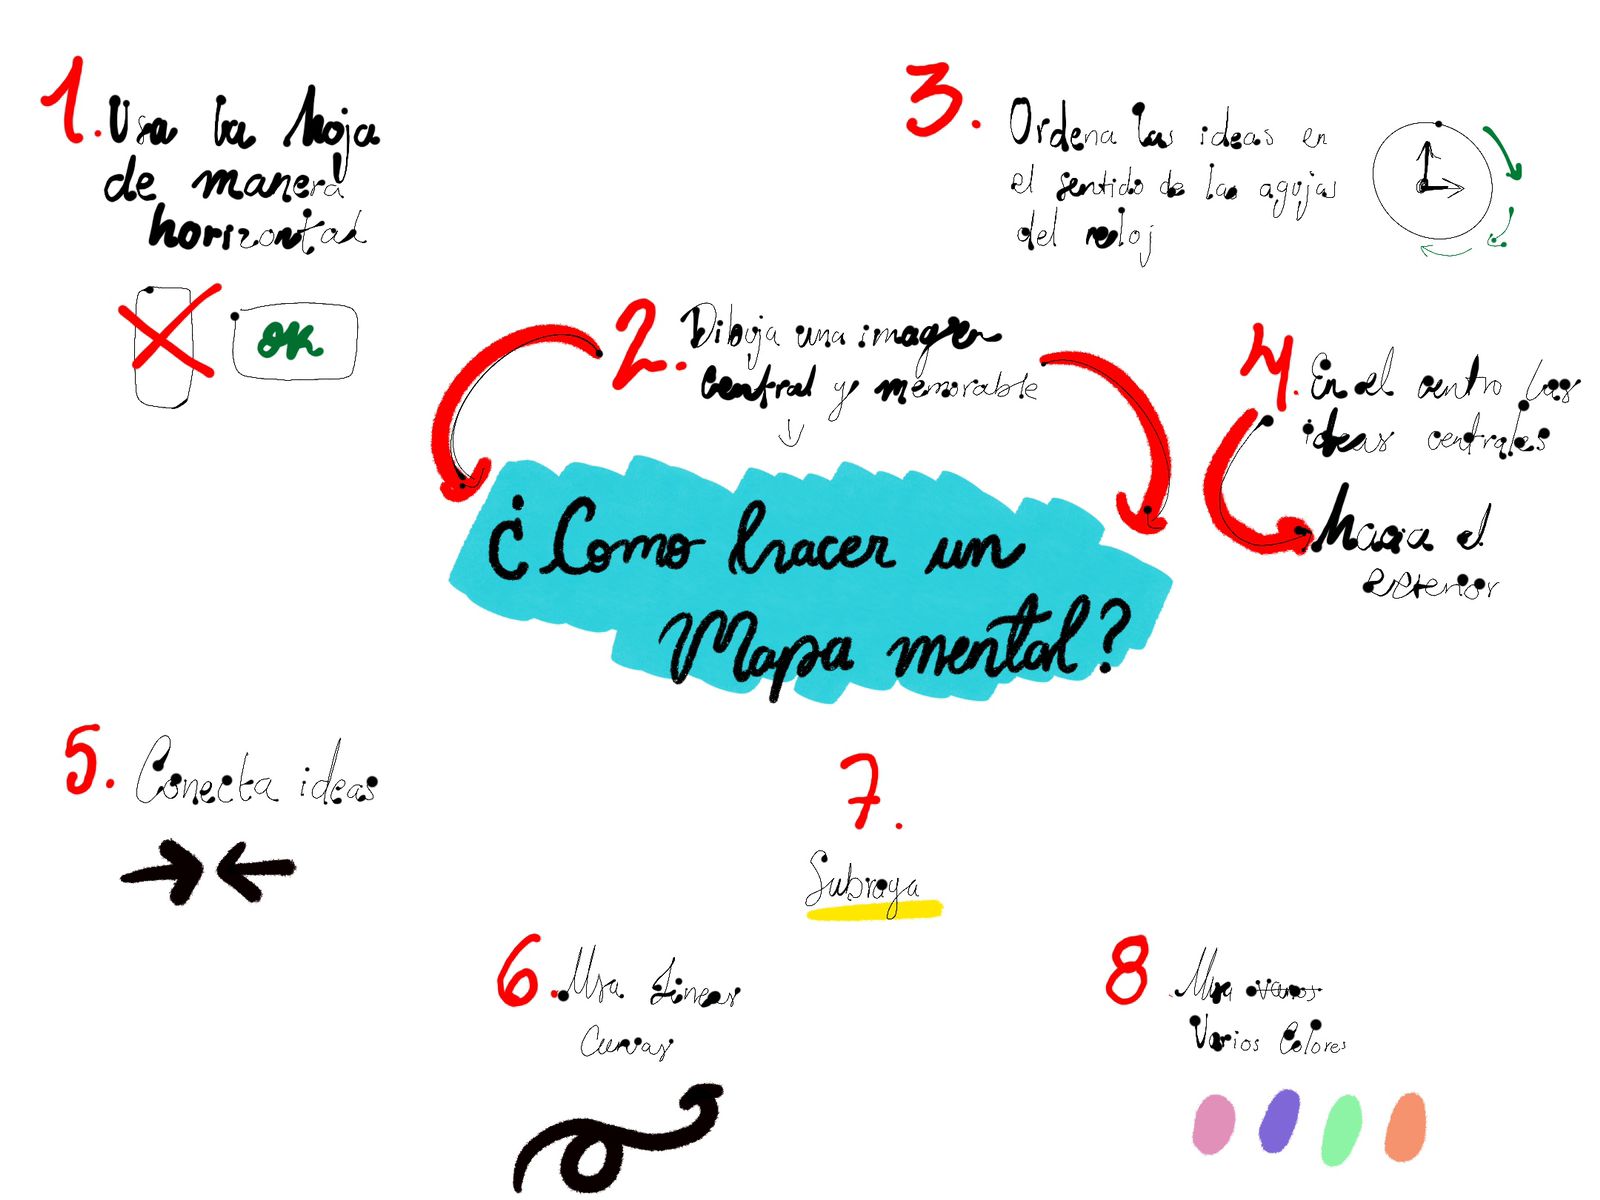 1. Usa la hoja
de manera
horizontal
OK
2. Dibuja una imagen
central y memorable
3. Ordena las ideas en
el sentido de las agujas
del reloj
4. En el centro las
ideas centrales
Hacia el
exterior
¿Como hacer un
Mapa mental?
5. Conecta ideas
6. Usa Lineas
Curvas
7.
Subraya
8. Usa varios
Varios Colores